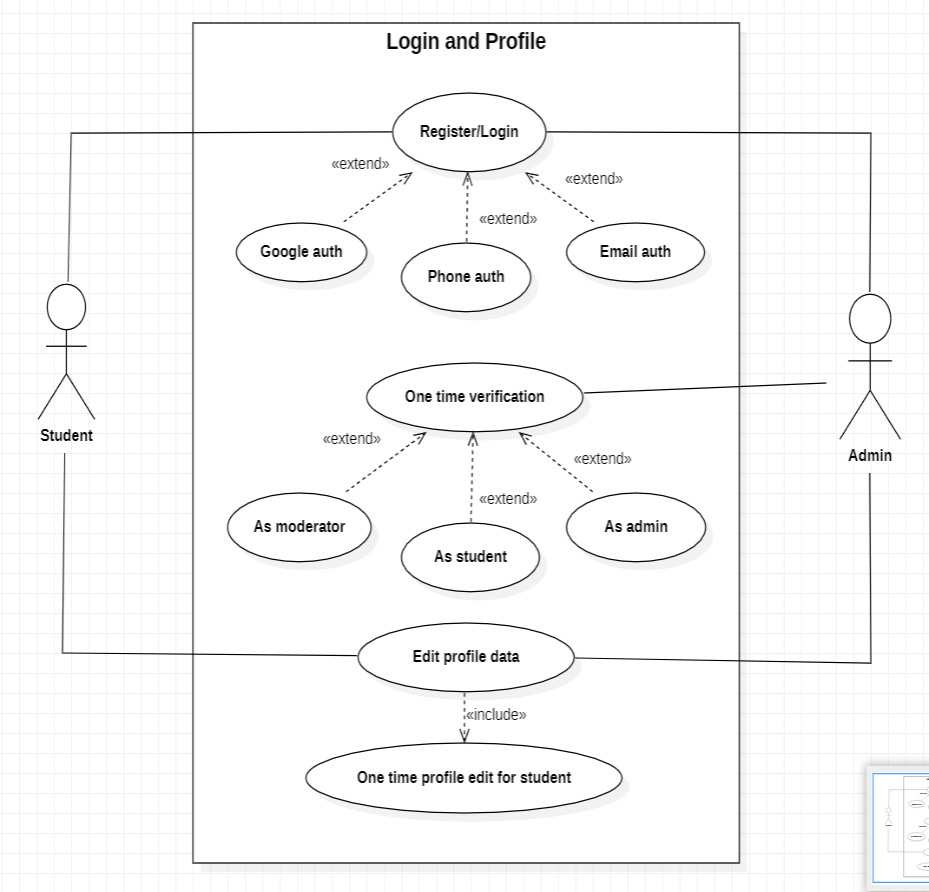 Login and Profile
Register/Login
«extend»
«extend»
«extend»
Google auth
Phone auth
Email auth
One time verification
«extend»
«extend»
«extend»
As moderator
As student
As admin
Student
Admin
Edit profile data
«include»
One time profile edit for student